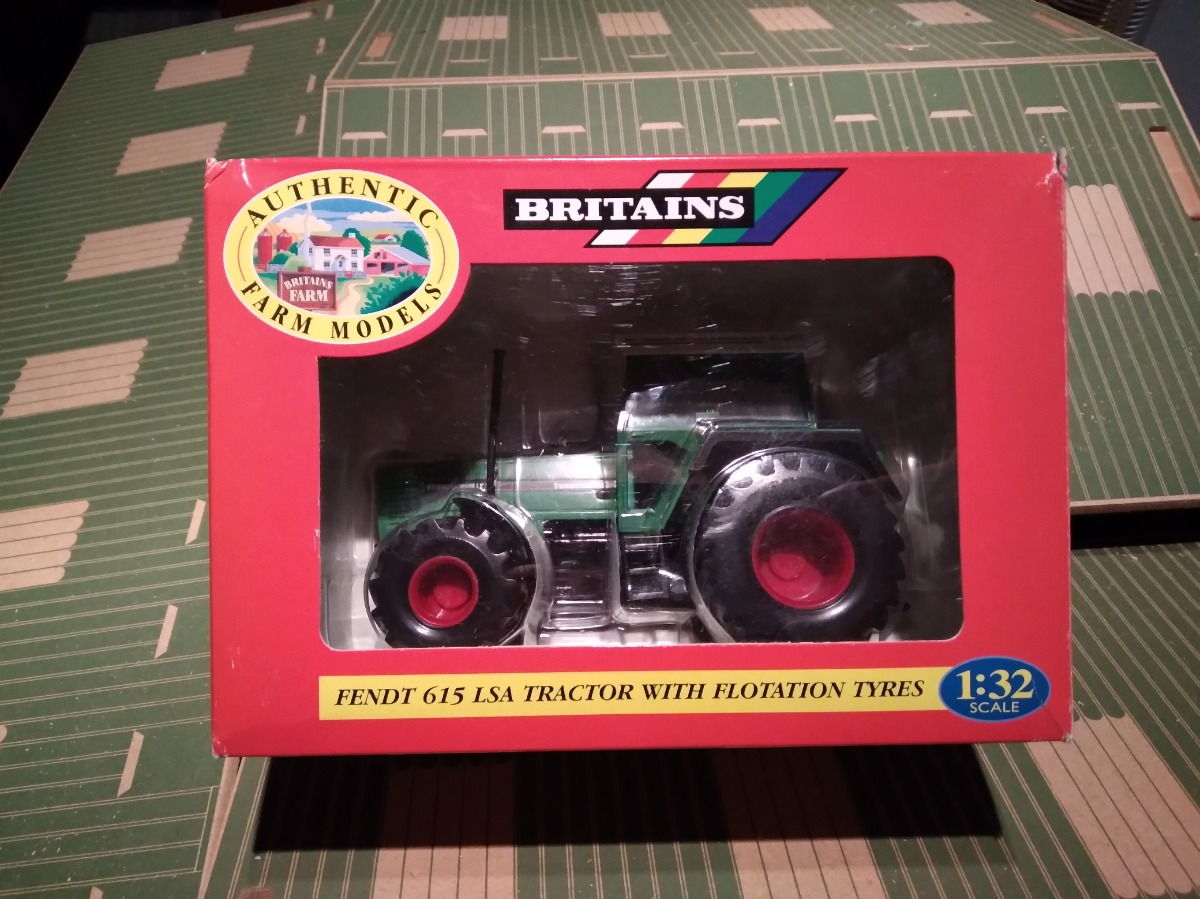 AUTHENTIC
BRITAINS
FARM
FARM MODELS
BRITAINS
FENDT 615 LSA TRACTOR WITH FLOTATION TYRES
1:32
SCALE